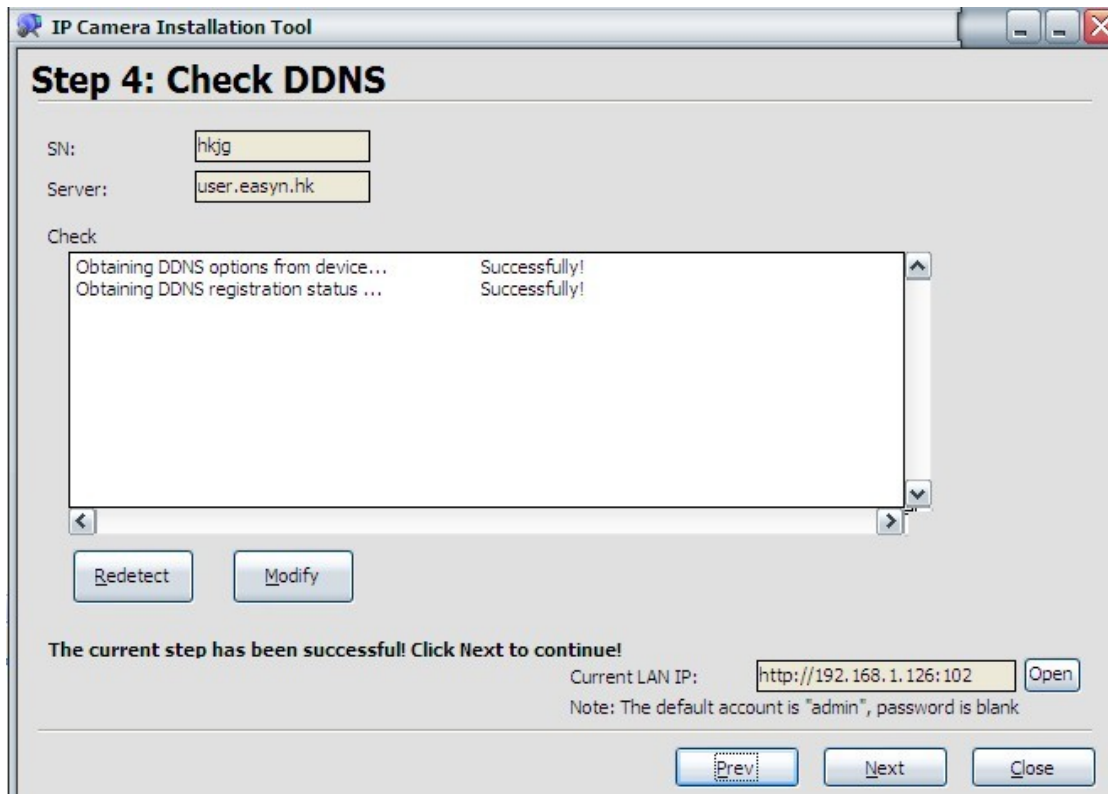 IP Camera Installation Tool
Step 4: Check DDNS
SN: hkjg
Server: user.easyn.hk
Check
Obtaining DDNS options from device... Successfully!
Obtaining DDNS registration status ... Successfully!
Redetect Modify
The current step has been successful! Click Next to continue!
Current LAN IP: http://192.168.1.126:102 Open
Note: The default account is "admin", password is blank
Prev Next Close